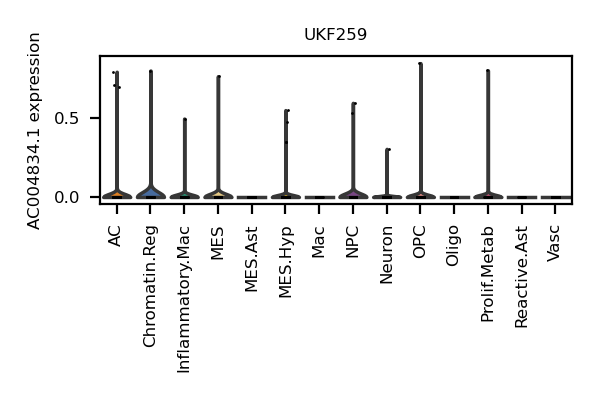 UKF259
AC004834.1 expression
0.5
0.0
AC
Chromatin.Reg
Inflammatory.Mac
MES
MES.Ast
MES.Hyp
Mac
NPC
Neuron
OPC
Oligo
Prolif.Metab
Reactive.Ast
Vasc